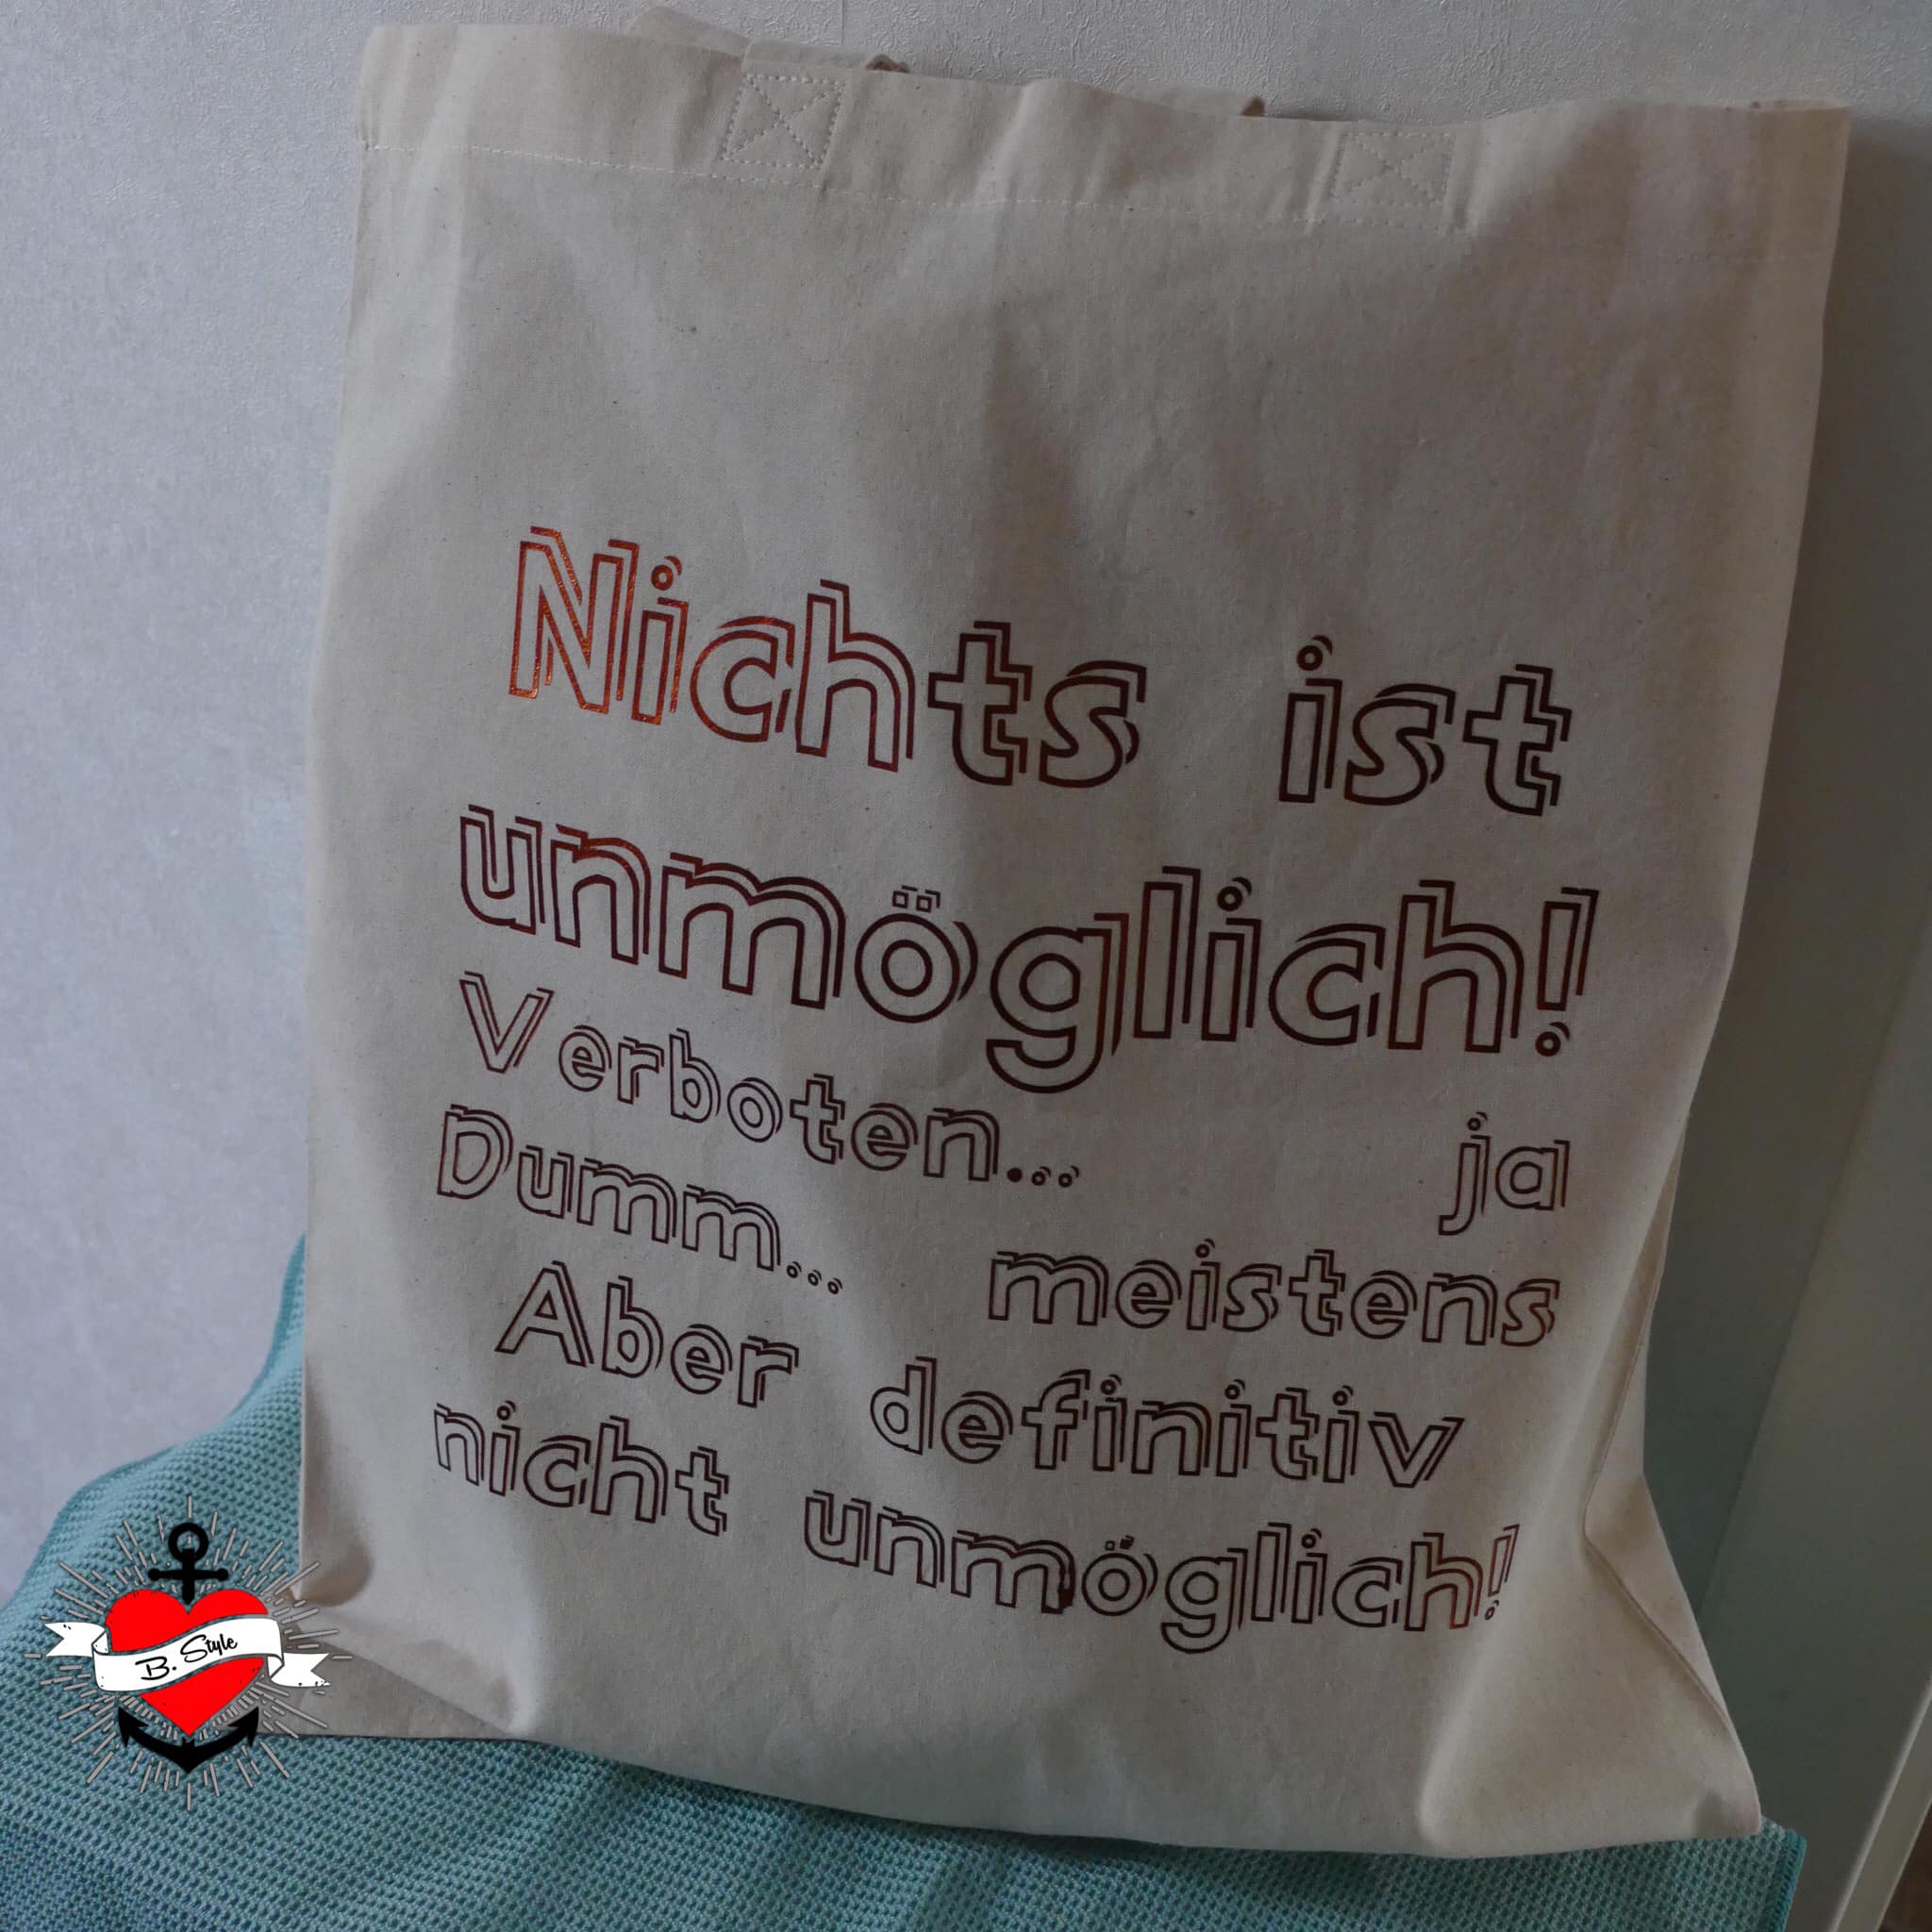 Nichts ist
unmöglich!
Verboten... ja
Dumm... meistens
Aber definitiv
nicht unmöglich!
B. Style